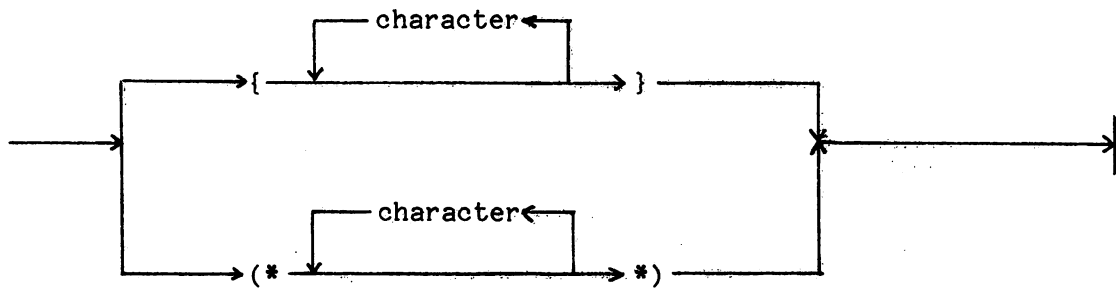 character
{ }
character
(* *)